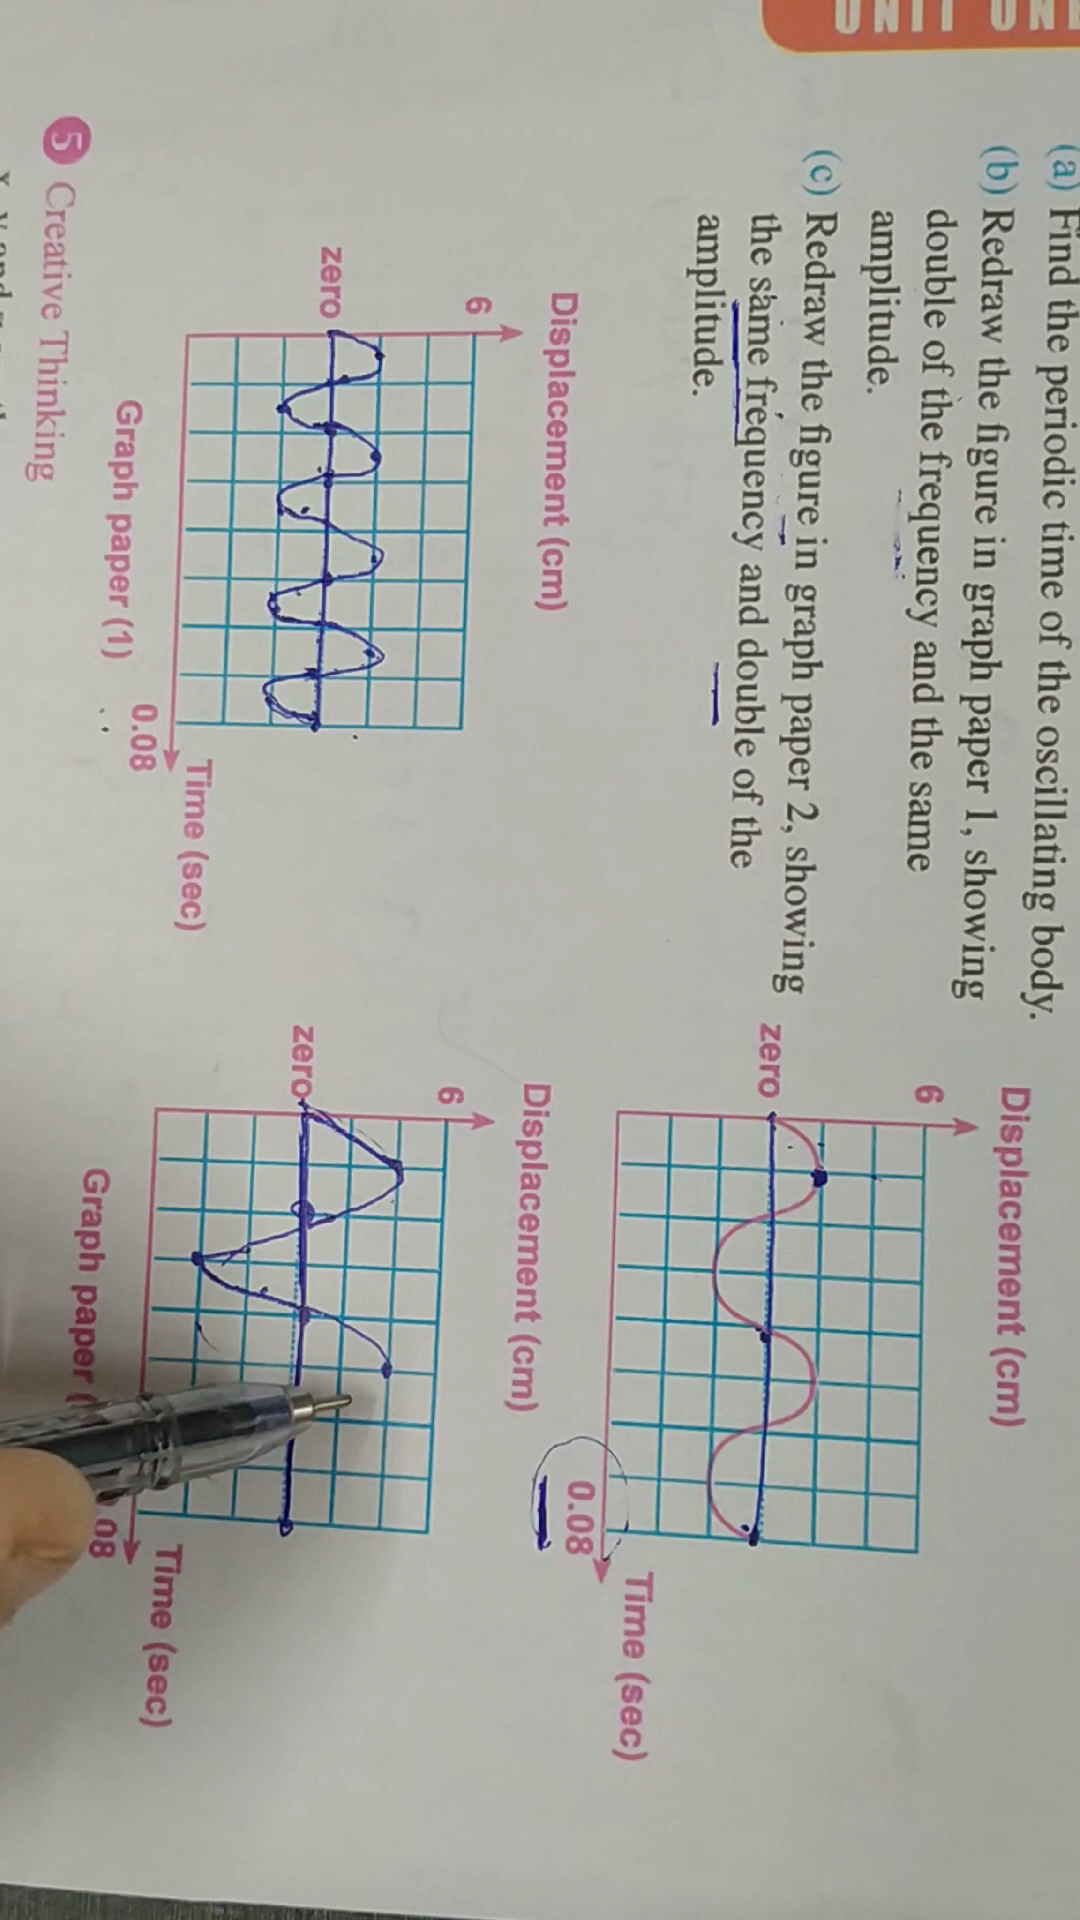 (a) Find the periodic time of the oscillating body.
(b) Redraw the figure in graph paper 1, showing
double of the frequency and the same
amplitude.
(c) Redraw the figure in graph paper 2, showing
the same frequency and double of the
amplitude.
Displacement (cm)
6
zero
0.08
Time (sec)
Displacement (cm)
6
zero
0.08
Time (sec)
Graph paper (1)
Displacement (cm)
6
zero
.08
Time (sec)
Graph paper (
5 Creative Thinking